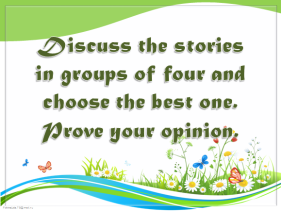 Discuss the stories
in groups of four and
choose the best one.
Prove your opinion.